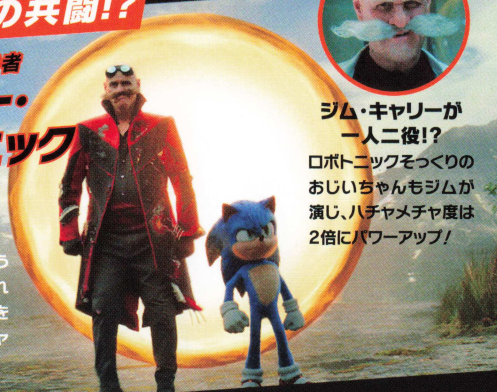 の共闘!?
者
ー・
ニック
う
れ
を
ァ
ジム・キャリーが
一人二役!?
ロボトニックそっくりの
おじいちゃんもジムが
演じ、ハチャメチャ度は
2倍にパワーアップ!